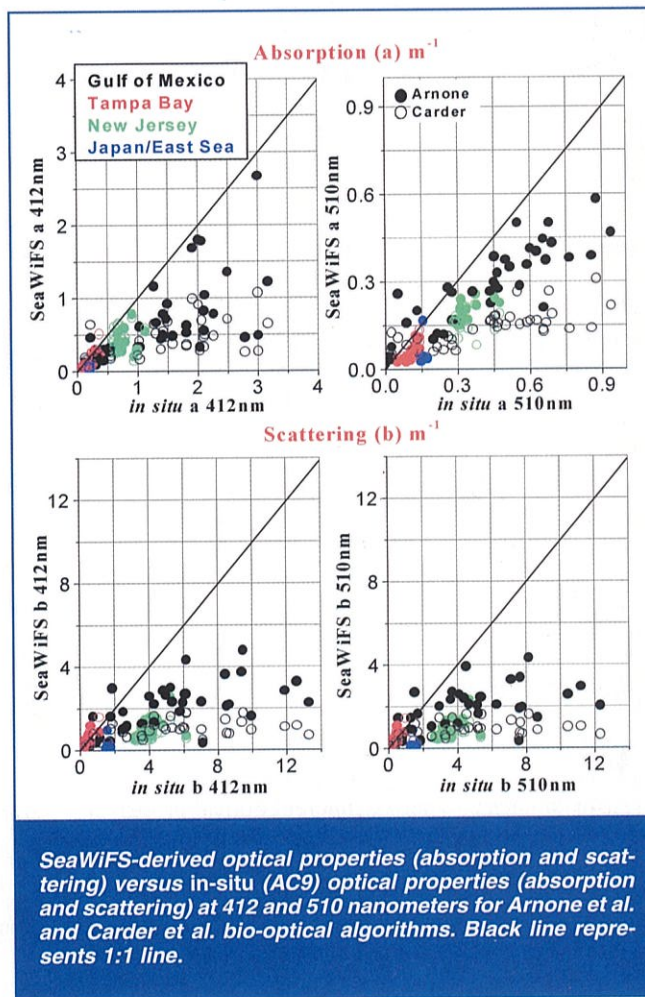 Absorption (a) m⁻¹
Gulf of Mexico
Tampa Bay
New Jersey
Japan/East Sea
Arnone
Carder
SeaWiFS a 412nm
4
3
2
1
0
0 1 2 3 4
in situ a 412nm
SeaWiFS a 510nm
0.9
0.6
0.3
0.0
0.0 0.3 0.6 0.9
in situ a 510nm
Scattering (b) m⁻¹
SeaWiFS b 412nm
12
8
4
0
0 4 8 12
in situ b 412nm
SeaWiFS b 510nm
12
8
4
0
0 4 8 12
in situ b 510nm
SeaWiFS-derived optical properties (absorption and scat-
tering) versus in-situ (AC9) optical properties (absorption
and scattering) at 412 and 510 nanometers for Arnone et al.
and Carder et al. bio-optical algorithms. Black line repre-
sents 1:1 line.